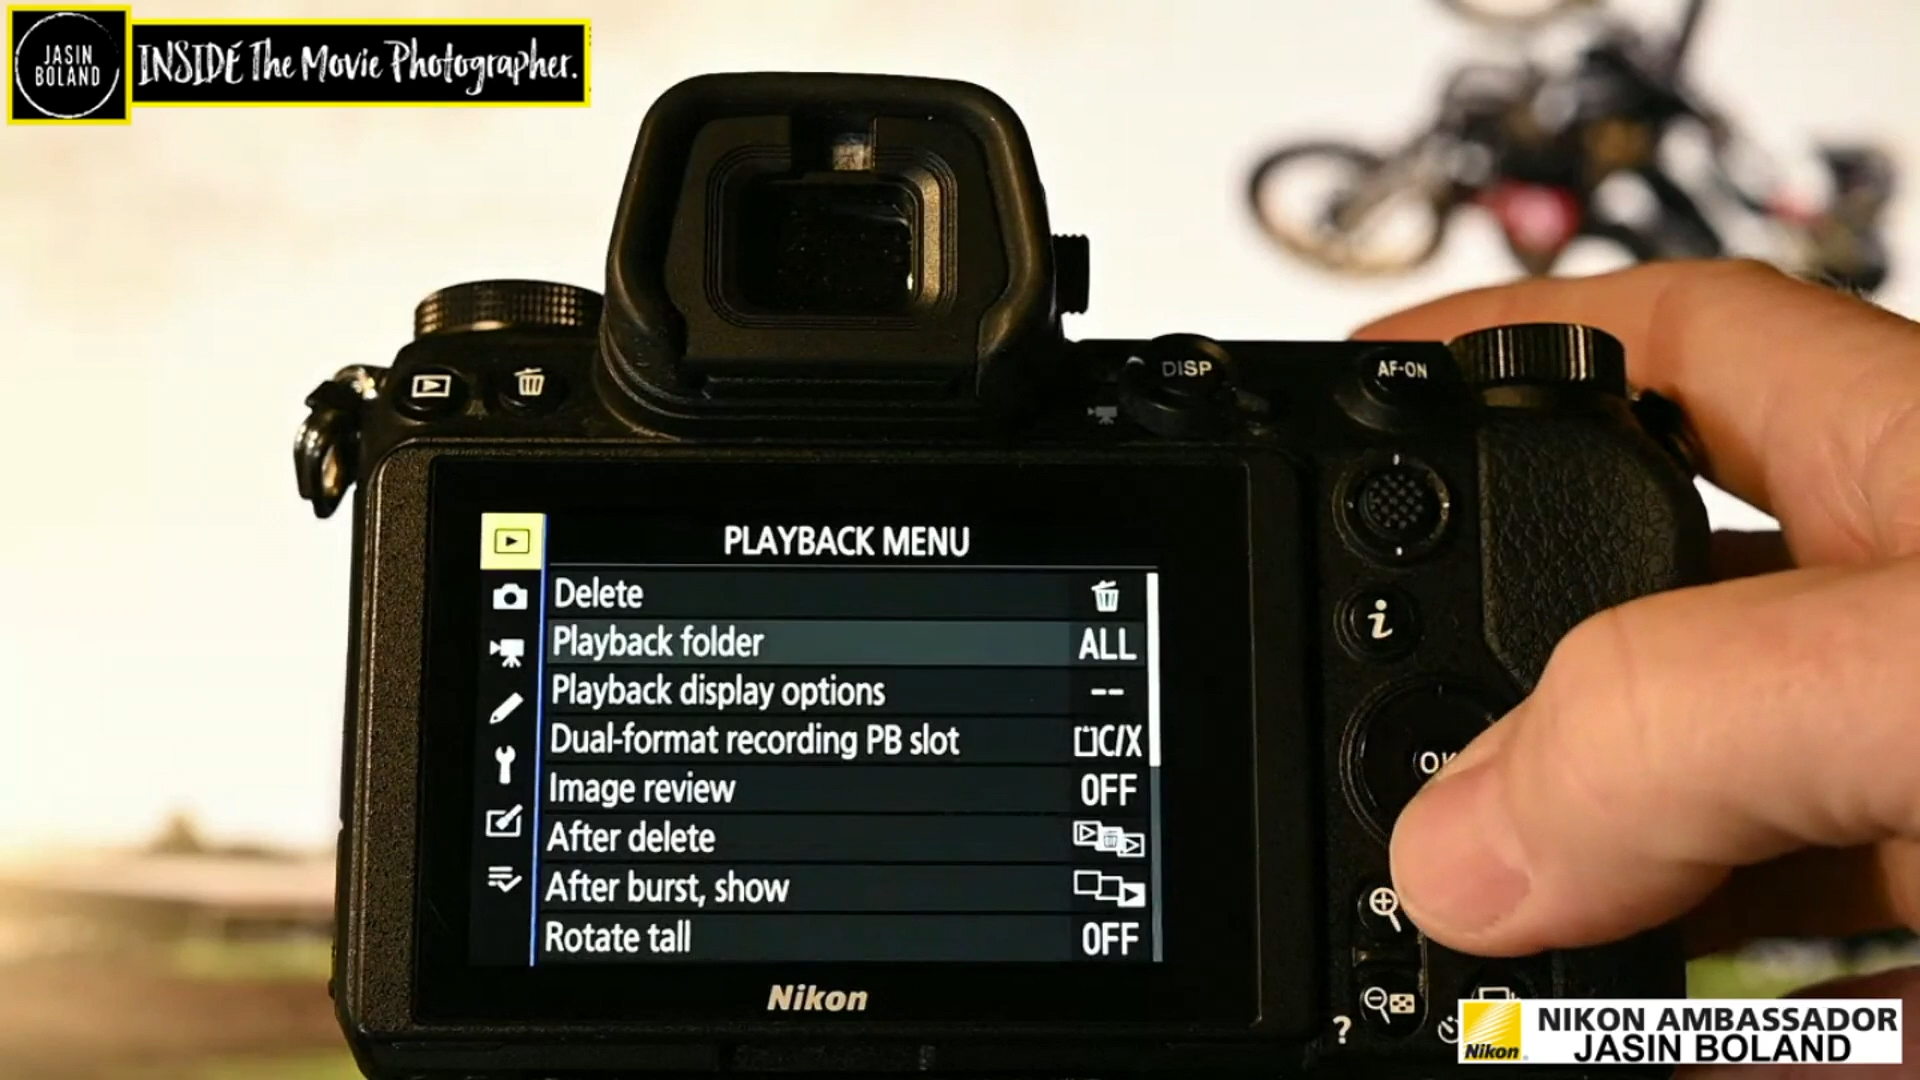 JASIN
BOLAND
INSIDE The Movie Photographer.
DISP
AF-ON
PLAYBACK MENU
Delete
Playback folder ALL
Playback display options --
Dual-format recording PB slot C/X
Image review OFF
After delete
After burst, show
Rotate tall OFF
i
OK
?
Nikon
Nikon
NIKON AMBASSADOR
JASIN BOLAND